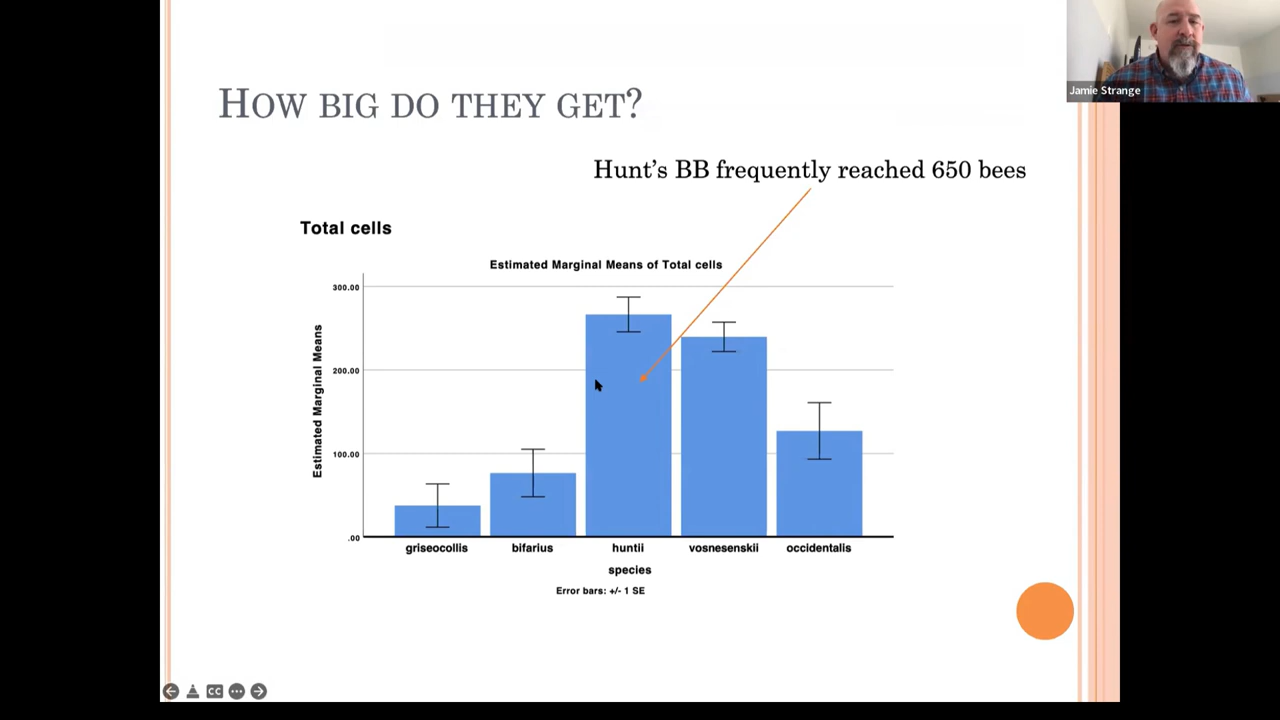 HOW BIG DO THEY GET?
Jamie Strange
Hunt's BB frequently reached 650 bees
Total cells
Estimated Marginal Means of Total cells
Estimated Marginal Means
300.00
200.00
100.00
.00
griseocollis bifarius huntii vosnesenskii occidentalis
species
Error bars: +/- 1 SE
CC